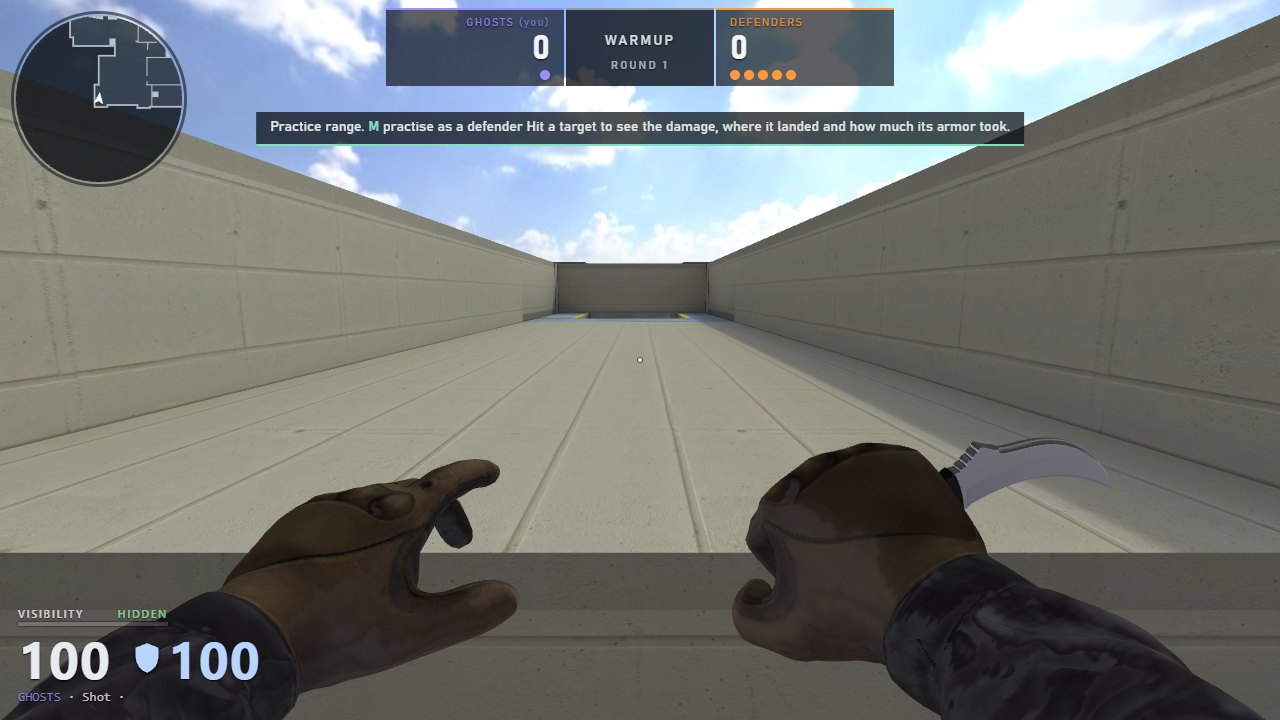 GHOSTS (you)
0
WARMUP
ROUND 1
DEFENDERS
0
Practice range. M practise as a defender Hit a target to see the damage, where it landed and how much its armor took.
VISIBILITY HIDDEN
100 100
GHOSTS · Shot ·